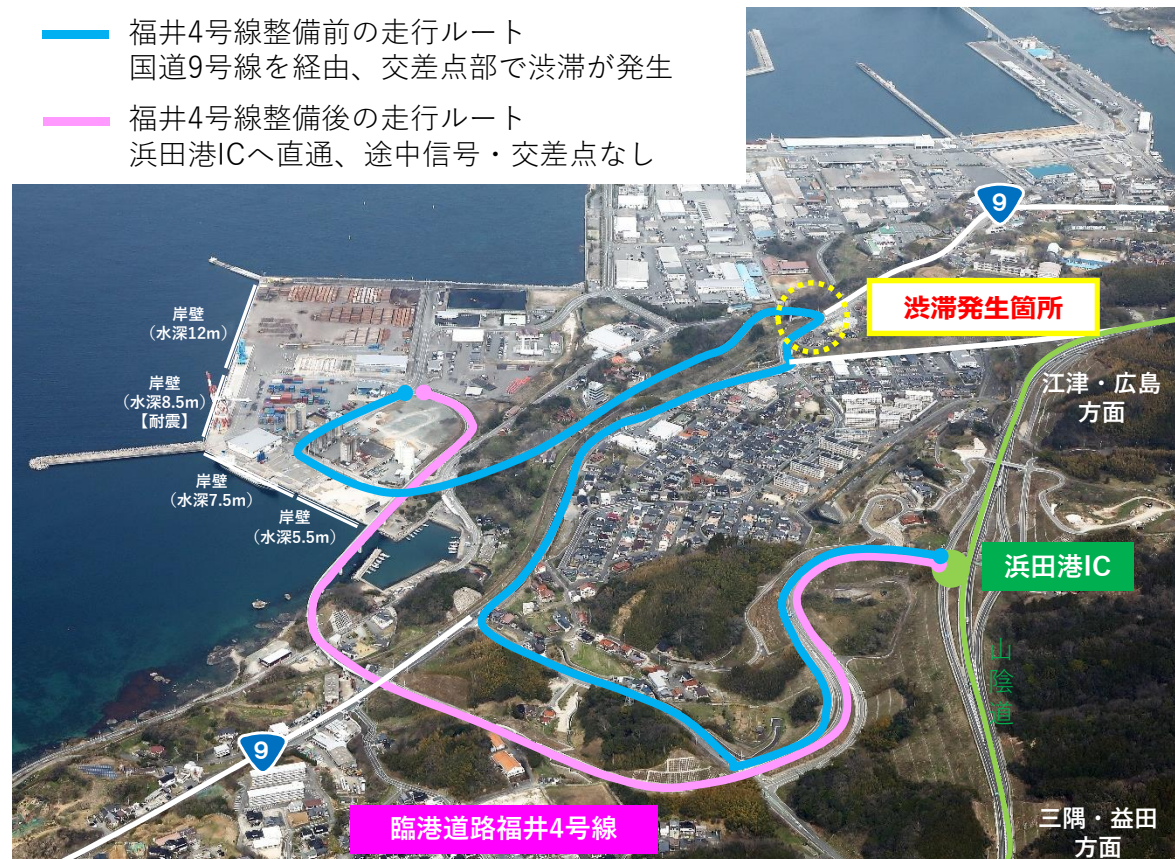 福井4号線整備前の走行ルート
国道9号線を経由、交差点部で渋滞が発生
福井4号線整備後の走行ルート
浜田港ICへ直通、途中信号・交差点なし
9
渋滞発生箇所
岸壁
(水深12m)
岸壁
(水深8.5m)
【耐震】
江津・広島
方面
岸壁
(水深7.5m)
岸壁
(水深5.5m)
浜田港IC
山陰道
9
臨港道路福井4号線
三隅・益田
方面